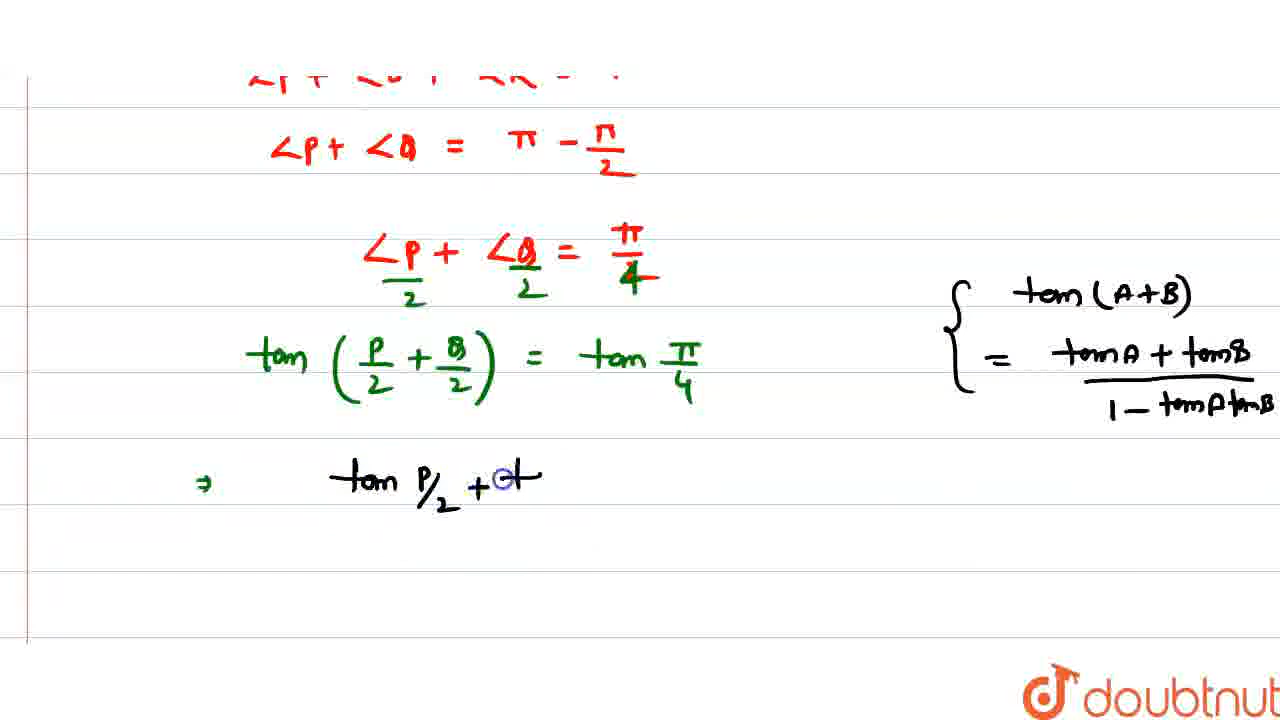 ∠P + ∠Q = π - π/2
∠P/2 + ∠Q/2 = π/4
tan (P/2 + Q/2) = tan π/4
tan (A+B)
= tanA + tanB / 1 - tanA tanB
⇒ tan P/2 + t
doubtnut